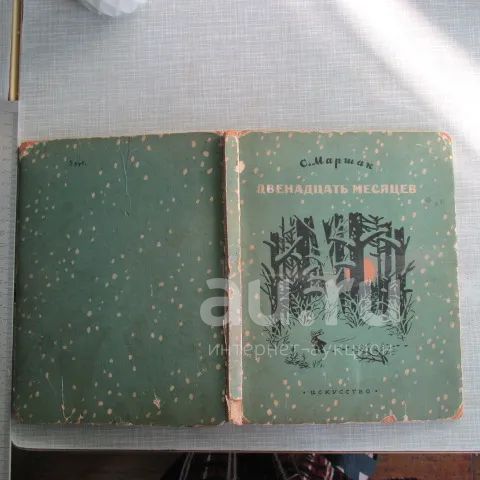 С. Маршак
ДВЕНАДЦАТЬ МЕСЯЦЕВ
au.ru
интернет-аукцион
• ИСКУССТВО •